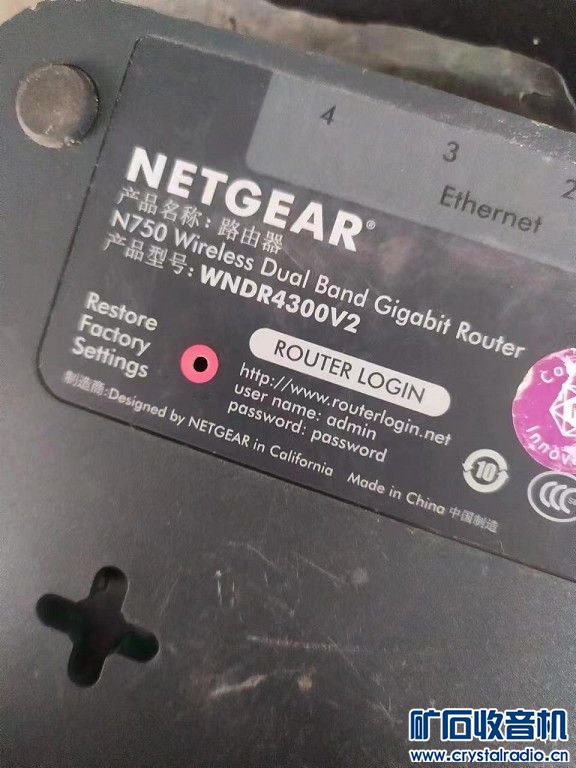 4
3
2
Ethernet
NETGEAR®
产品名称：路由器
N750 Wireless Dual Band Gigabit Router
产品型号：WNDR4300V2
Restore
Factory
Settings
ROUTER LOGIN
http://www.routerlogin.net
user name: admin
password: password
制造商:Designed by NETGEAR in California Made in China 中国制造
10
矿石收音机
www.crystalradio.cn